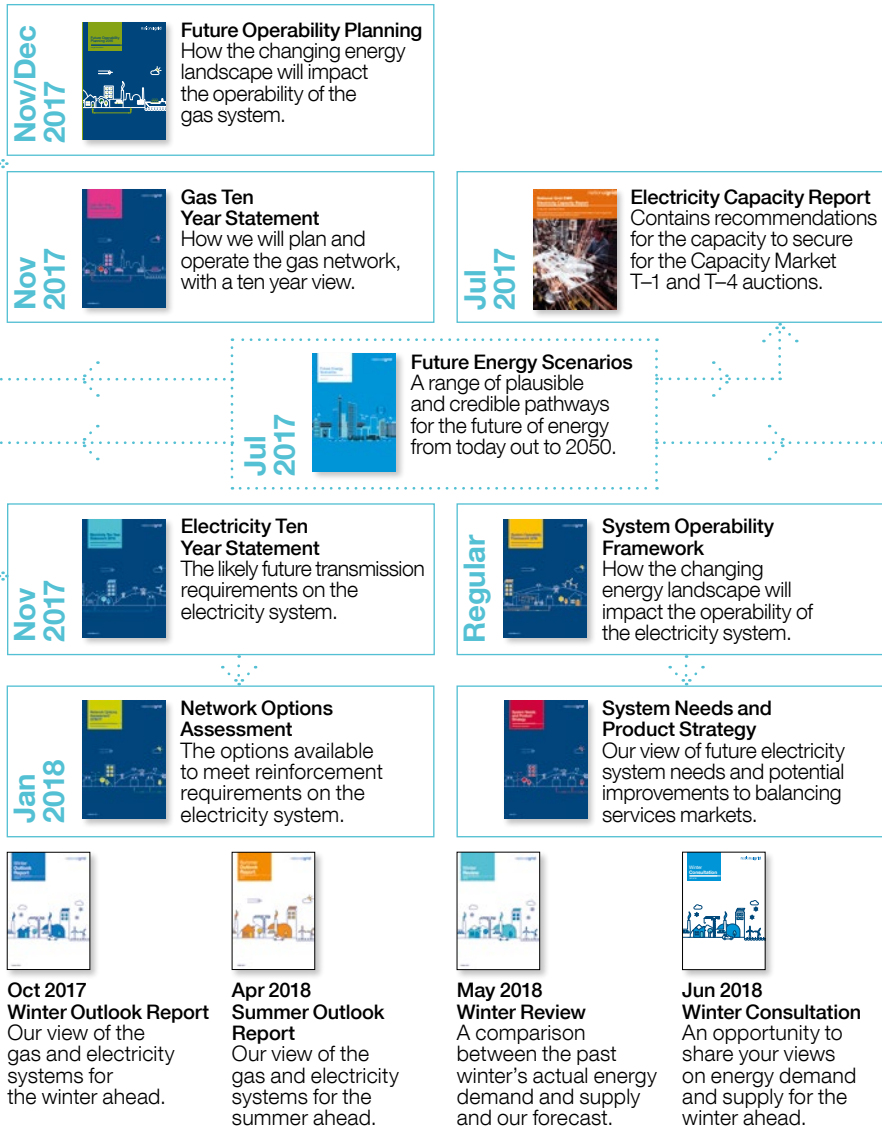 Nov/Dec
2017
Future Operability Planning
How the changing energy
landscape will impact
the operability of the
gas system.
Nov
2017
Gas Ten
Year Statement
How we will plan and
operate the gas network,
with a ten year view.
Jul
2017
Electricity Capacity Report
Contains recommendations
for the capacity to secure
for the Capacity Market
T–1 and T–4 auctions.
Jul
2017
Future Energy Scenarios
A range of plausible
and credible pathways
for the future of energy
from today out to 2050.
Nov
2017
Electricity Ten
Year Statement
The likely future transmission
requirements on the
electricity system.
Regular
System Operability
Framework
How the changing
energy landscape will
impact the operability of
the electricity system.
Jan
2018
Network Options
Assessment
The options available
to meet reinforcement
requirements on the
electricity system.
System Needs and
Product Strategy
Our view of future electricity
system needs and potential
improvements to balancing
services markets.
Winter
Outlook
Report
Oct 2017
Winter Outlook Report
Our view of the
gas and electricity
systems for
the winter ahead.
Summer
Outlook
Report
Apr 2018
Summer Outlook
Report
Our view of the
gas and electricity
systems for the
summer ahead.
Winter
Review
May 2018
Winter Review
A comparison
between the past
winter's actual energy
demand and supply
and our forecast.
Winter
Consultation
Jun 2018
Winter Consultation
An opportunity to
share your views
on energy demand
and supply for the
winter ahead.